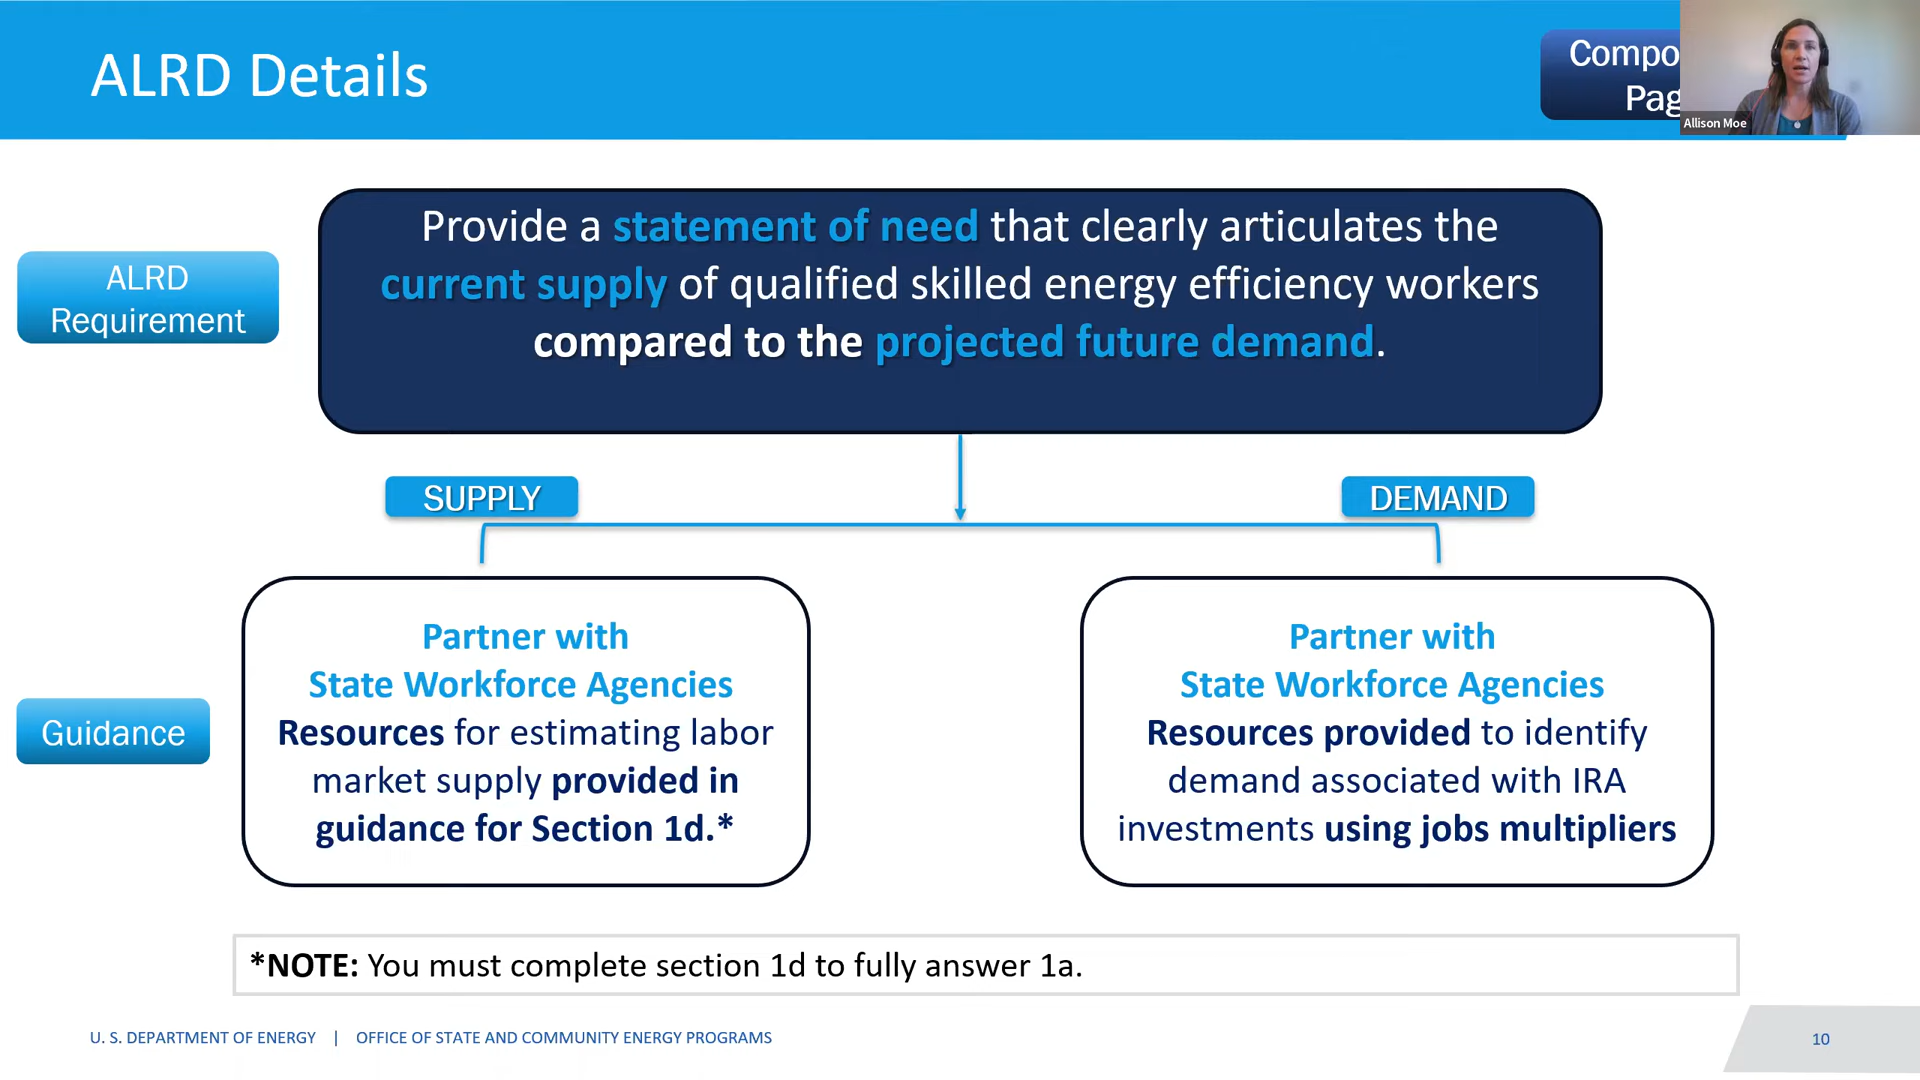 ALRD Details
Compo
Pag
Allison Moe
Provide a statement of need that clearly articulates the
current supply of qualified skilled energy efficiency workers
compared to the projected future demand.
ALRD
Requirement
SUPPLY
DEMAND
Partner with
State Workforce Agencies
Resources for estimating labor
market supply provided in
guidance for Section 1d.*
Partner with
State Workforce Agencies
Resources provided to identify
demand associated with IRA
investments using jobs multipliers
Guidance
*NOTE: You must complete section 1d to fully answer 1a.
U. S. DEPARTMENT OF ENERGY | OFFICE OF STATE AND COMMUNITY ENERGY PROGRAMS
10